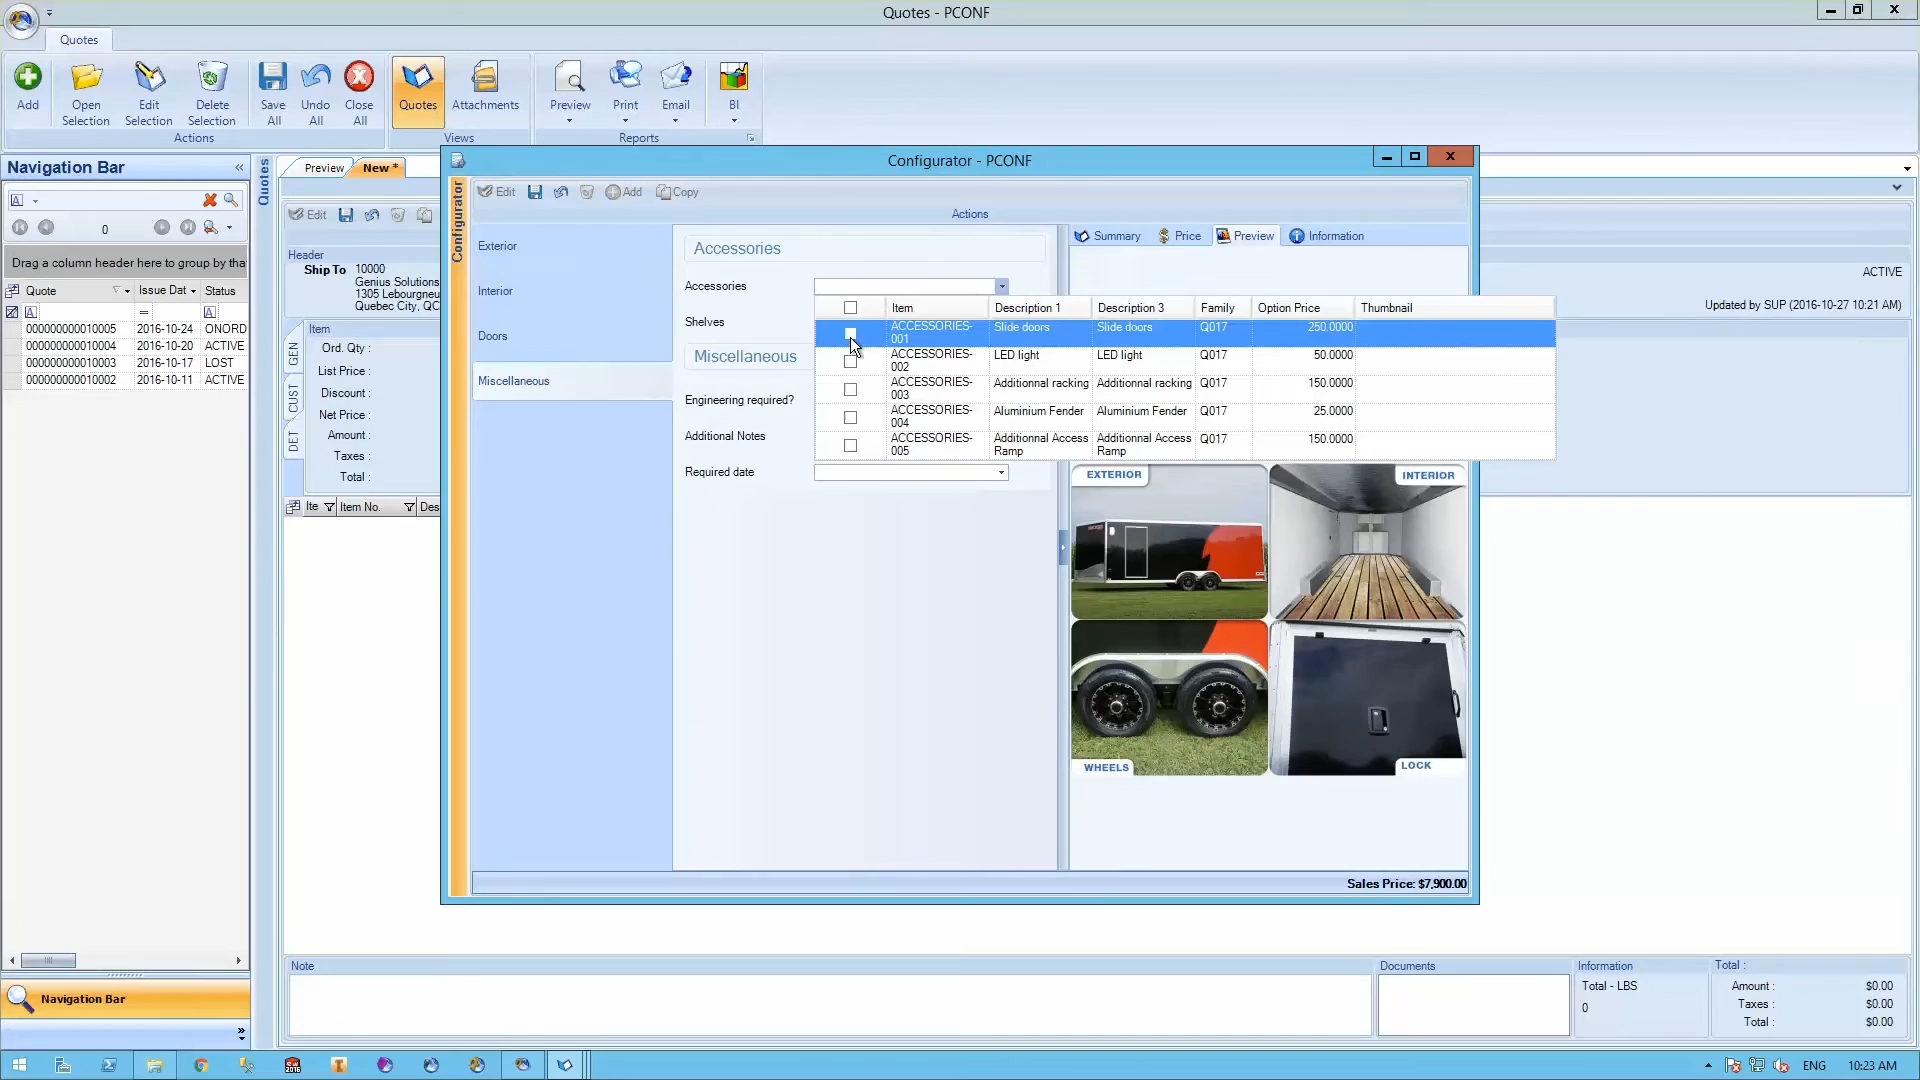 Quotes - PCONF
Quotes
Add
Open Selection
Edit Selection
Delete Selection
Save All
Undo All
Close All
Quotes
Attachments
Preview
Print
Email
BI
Actions
Views
Reports
Navigation Bar
0
Drag a column header here to group by tha
Quote
Issue Dat
Status
000000000010005 2016-10-24 ONORD
000000000010004 2016-10-20 ACTIVE
000000000010003 2016-10-17 LOST
000000000010002 2016-10-11 ACTIVE
Navigation Bar
Quotes
Preview
New *
Edit
Header
Ship To 10000
Genius Solutions
1305 Lebourgneu
Quebec City, QC
GEN
CUST
DET
Item
Ord. Qty :
List Price :
Discount :
Net Price :
Amount :
Taxes :
Total :
Ite
Item No.
Des
Configurator - PCONF
Configurator
Edit
Add
Copy
Actions
Exterior
Interior
Doors
Miscellaneous
Accessories
Accessories
Shelves
Miscellaneous
Engineering required?
Additional Notes
Required date
Item Description 1 Description 3 Family Option Price Thumbnail
ACCESSORIES-001 Slide doors Slide doors Q017 250.0000
ACCESSORIES-002 LED light LED light Q017 50.0000
ACCESSORIES-003 Additionnal racking Additionnal racking Q017 150.0000
ACCESSORIES-004 Aluminium Fender Aluminium Fender Q017 25.0000
ACCESSORIES-005 Additionnal Access Ramp Additionnal Access Ramp Q017 150.0000
Summary
Price
Preview
Information
EXTERIOR
INTERIOR
WHEELS
LOCK
Sales Price: $7,900.00
ACTIVE
Updated by SUP (2016-10-27 10:21 AM)
Note
Documents
Information
Total - LBS
0
Total :
Amount : $0.00
Taxes : $0.00
Total : $0.00
ENG
10:23 AM